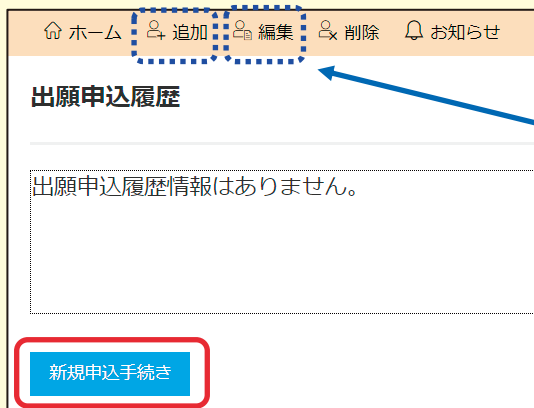 ホーム 追加 編集 削除 お知らせ
出願申込履歴
出願申込履歴情報はありません。
新規申込手続き